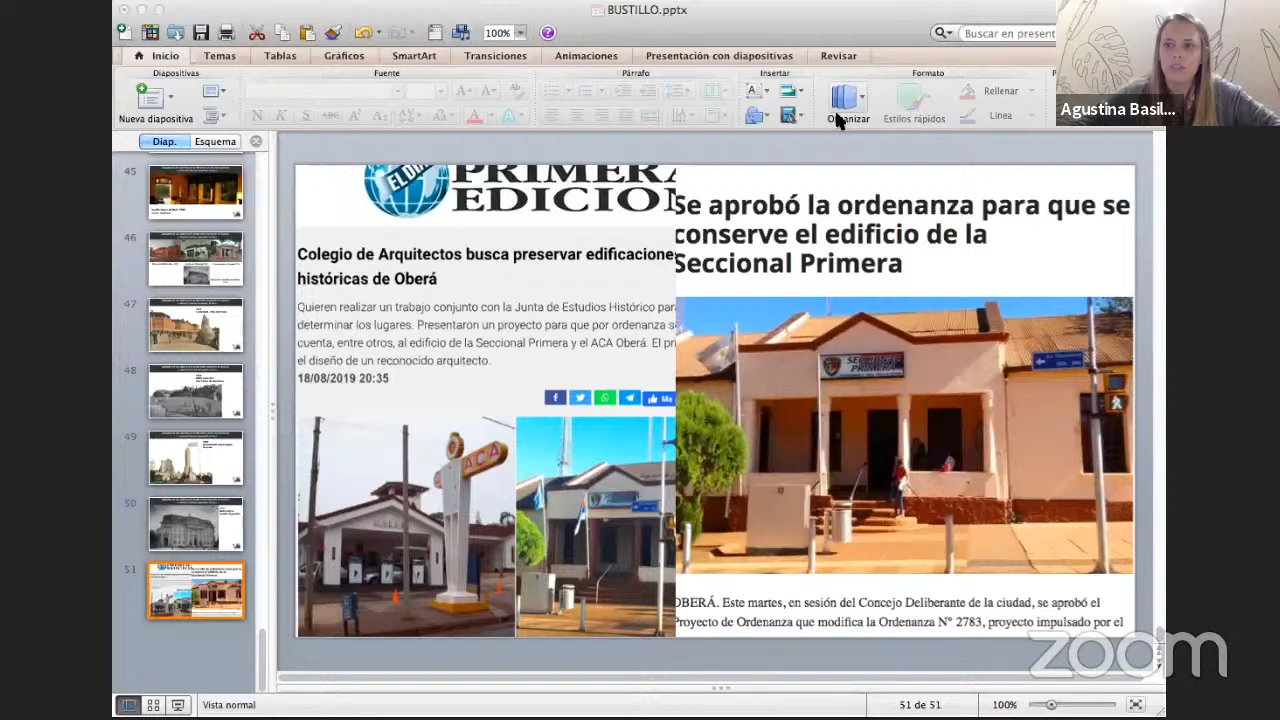 BUSTILLO.pptx
100%
Buscar en present
Inicio
Temas
Tablas
Gráficos
SmartArt
Transiciones
Animaciones
Presentación con diapositivas
Revisar
Diapositivas
Fuente
Párrafo
Insertar
Formato
Nueva diapositiva
Organizar
Estilos rápidos
Rellenar
Línea
Agustina Basil...
Diap.
Esquema
45
46
47
48
49
50
51
PRIMERA
EDICION
Colegio de Arquitectos busca preservar edificacione
históricas de Oberá
Quieren realizar un trabajo conjunto con la Junta de Estudios Histórico par
determinar los lugares. Presentaron un proyecto para que por ordenanza s
cuenta, entre otros, al edificio de la Seccional Primera y el ACA Oberá. El pr
el diseño de un reconocido arquitecto.
18/08/2019 20:35
Me
ACA
Se aprobó la ordenanza para que se
conserve el edificio de la
Seccional Primera
SECCIONAL
PRIMERA
OBERÁ. Este martes, en sesión del Concejo Deliberante de la ciudad, se aprobó el
Proyecto de Ordenanza que modifica la Ordenanza Nº 2783, proyecto impulsado por el
zoom
Vista normal
51 de 51
100%